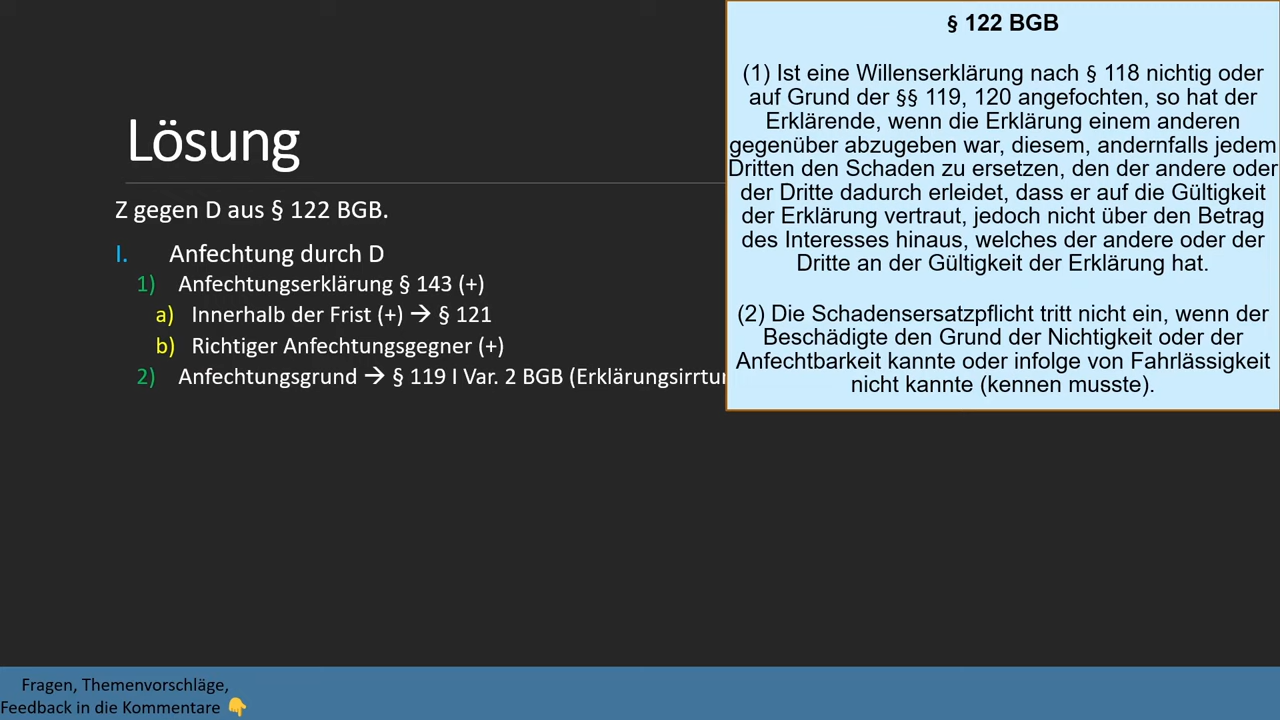 Lösung
Z gegen D aus § 122 BGB.
I. Anfechtung durch D
1) Anfechtungserklärung § 143 (+)
a) Innerhalb der Frist (+) → § 121
b) Richtiger Anfechtungsgegner (+)
2) Anfechtungsgrund → § 119 I Var. 2 BGB
§ 122 BGB
(1) Ist eine Willenserklärung nach § 118 nichtig oder
auf Grund der §§ 119, 120 angefochten, so hat der
Erklärende, wenn die Erklärung einem anderen
gegenüber abzugeben war, diesem, andernfalls jedem
Dritten den Schaden zu ersetzen, den der andere oder
der Dritte dadurch erleidet, dass er auf die Gültigkeit
der Erklärung vertraut, jedoch nicht über den Betrag
des Interesses hinaus, welches der andere oder der
Dritte an der Gültigkeit der Erklärung hat.
(2) Die Schadensersatzpflicht tritt nicht ein, wenn der
Beschädigte den Grund der Nichtigkeit oder der
Anfechtbarkeit kannte oder infolge von Fahrlässigkeit
nicht kannte (kennen musste).
Fragen, Themenvorschläge,
Feedback in die Kommentare 👇